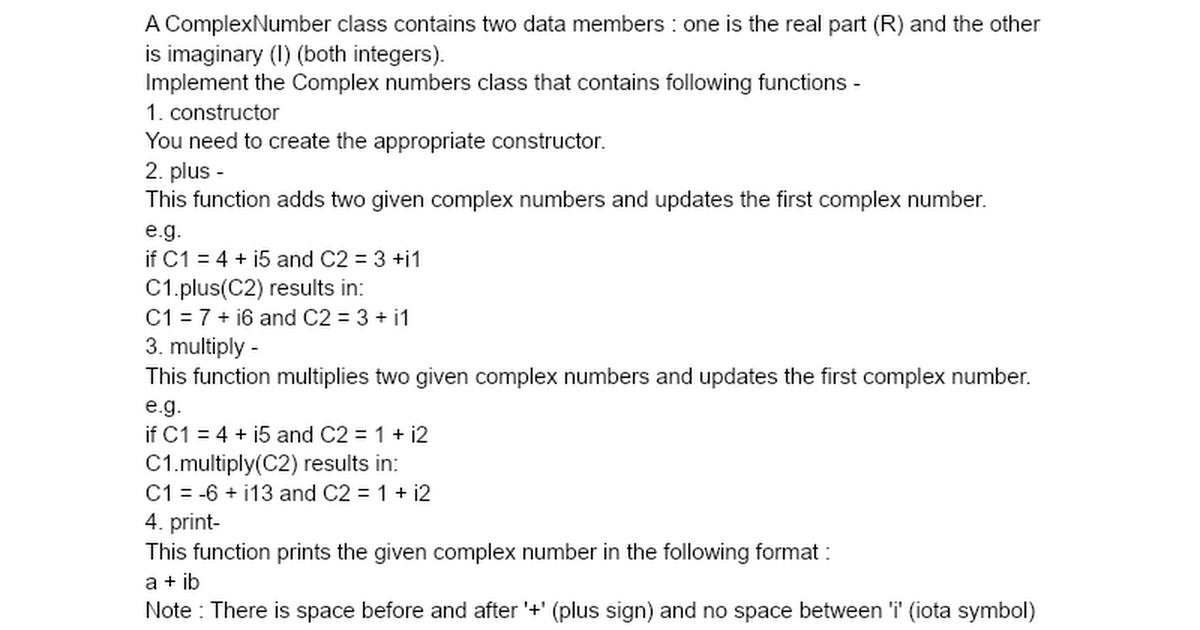 A ComplexNumber class contains two data members : one is the real part (R) and the other
is imaginary (I) (both integers).
Implement the Complex numbers class that contains following functions -
1. constructor
You need to create the appropriate constructor.
2. plus -
This function adds two given complex numbers and updates the first complex number.
e.g.
if C1 = 4 + i5 and C2 = 3 +i1
C1.plus(C2) results in:
C1 = 7 + i6 and C2 = 3 + i1
3. multiply -
This function multiplies two given complex numbers and updates the first complex number.
e.g.
if C1 = 4 + i5 and C2 = 1 + i2
C1.multiply(C2) results in:
C1 = -6 + i13 and C2 = 1 + i2
4. print-
This function prints the given complex number in the following format :
a + ib
Note : There is space before and after '+' (plus sign) and no space between 'i' (iota symbol)